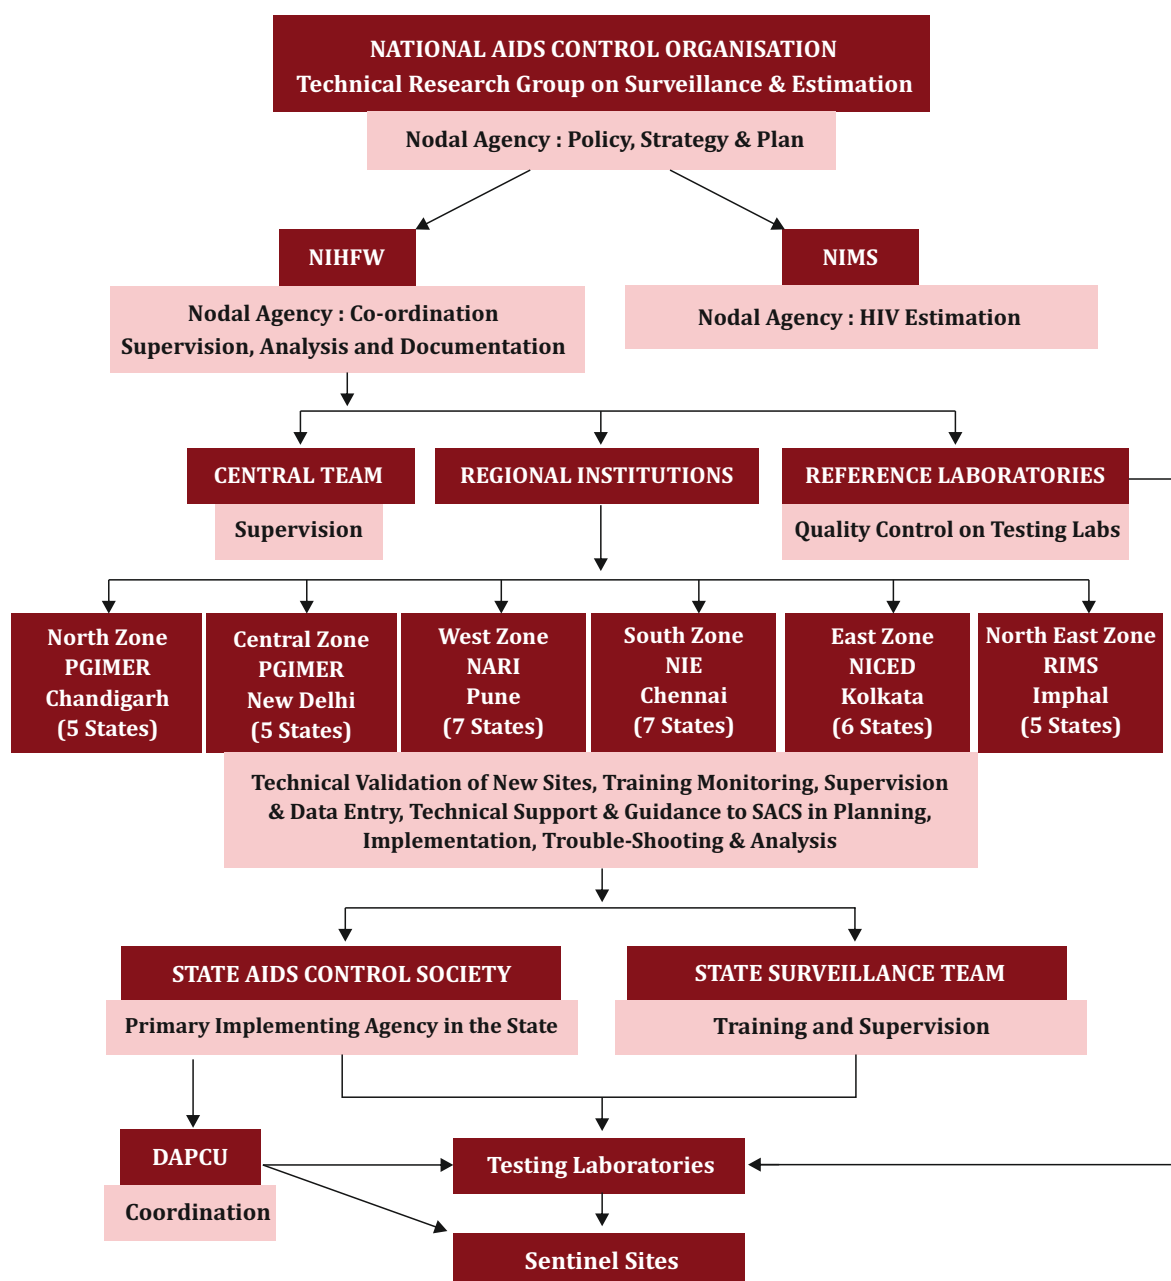 NATIONAL AIDS CONTROL ORGANISATION
Technical Research Group on Surveillance & Estimation
Nodal Agency : Policy, Strategy & Plan
NIHFW
NIMS
Nodal Agency : Co-ordination
Supervision, Analysis and Documentation
Nodal Agency : HIV Estimation
CENTRAL TEAM
REGIONAL INSTITUTIONS
REFERENCE LABORATORIES
Supervision
Quality Control on Testing Labs
North Zone
PGIMER
Chandigarh
(5 States)
Central Zone
PGIMER
New Delhi
(5 States)
West Zone
NARI
Pune
(7 States)
South Zone
NIE
Chennai
(7 States)
East Zone
NICED
Kolkata
(6 States)
North East Zone
RIMS
Imphal
(5 States)
Technical Validation of New Sites, Training Monitoring, Supervision
& Data Entry, Technical Support & Guidance to SACS in Planning,
Implementation, Trouble-Shooting & Analysis
STATE AIDS CONTROL SOCIETY
STATE SURVEILLANCE TEAM
Primary Implementing Agency in the State
Training and Supervision
DAPCU
Testing Laboratories
Coordination
Sentinel Sites